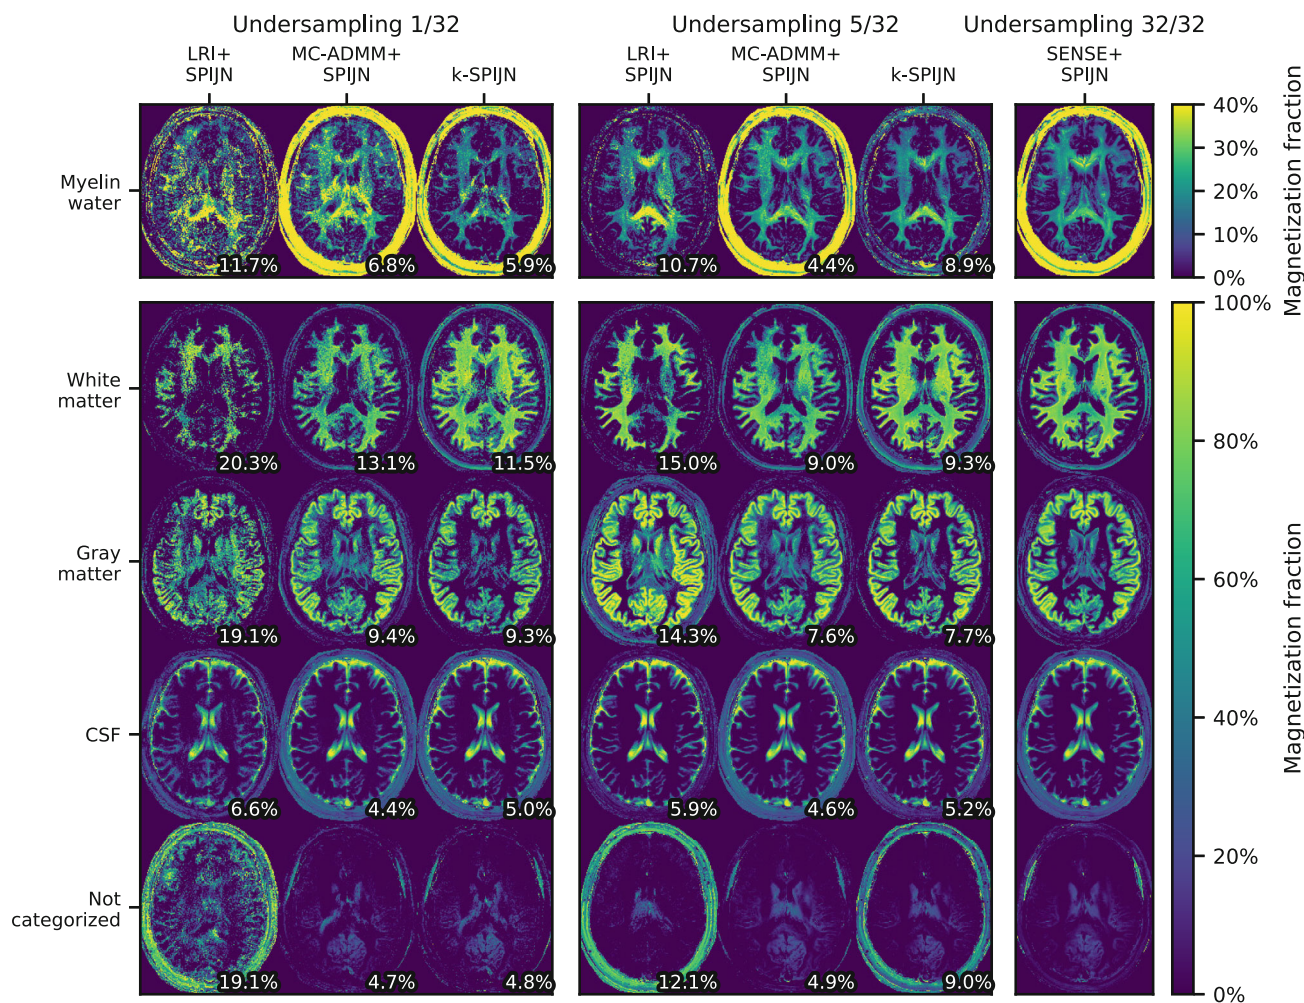 Undersampling 1/32
Undersampling 5/32
Undersampling 32/32
LRI+
SPIJN
MC-ADMM+
SPIJN
k-SPIJN
LRI+
SPIJN
MC-ADMM+
SPIJN
k-SPIJN
SENSE+
SPIJN
Myelin
water
11.7%
6.8%
5.9%
10.7%
4.4%
8.9%
40%
30%
20%
10%
0%
Magnetization fraction
White
matter
20.3%
13.1%
11.5%
15.0%
9.0%
9.3%
Gray
matter
19.1%
9.4%
9.3%
14.3%
7.6%
7.7%
CSF
6.6%
4.4%
5.0%
5.9%
4.6%
5.2%
Not
categorized
19.1%
4.7%
4.8%
12.1%
4.9%
9.0%
100%
80%
60%
40%
20%
0%
Magnetization fraction